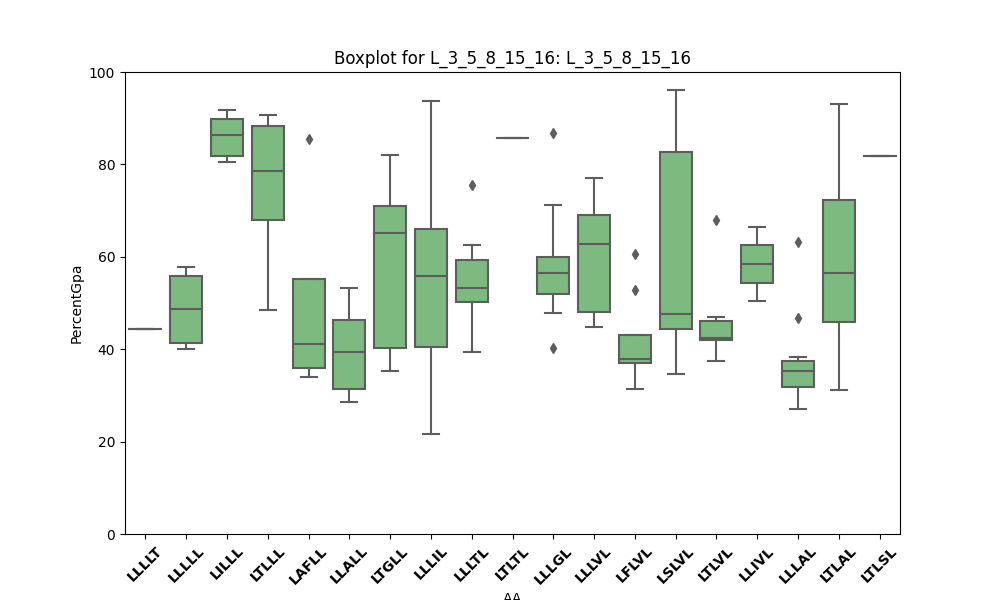 Boxplot for L_3_5_8_15_16: L_3_5_8_15_16
100
80
60
40
20
0
PercentGpa
LLLLT LLLLL LILLL LTLLL LAFLL LLALL LTGLL LLLIL LLLTL LTLTL LLLGL LLLVL LFLVL LSLVL LTLVL LLIVL LLLAL LTLAL LTLSL
AA